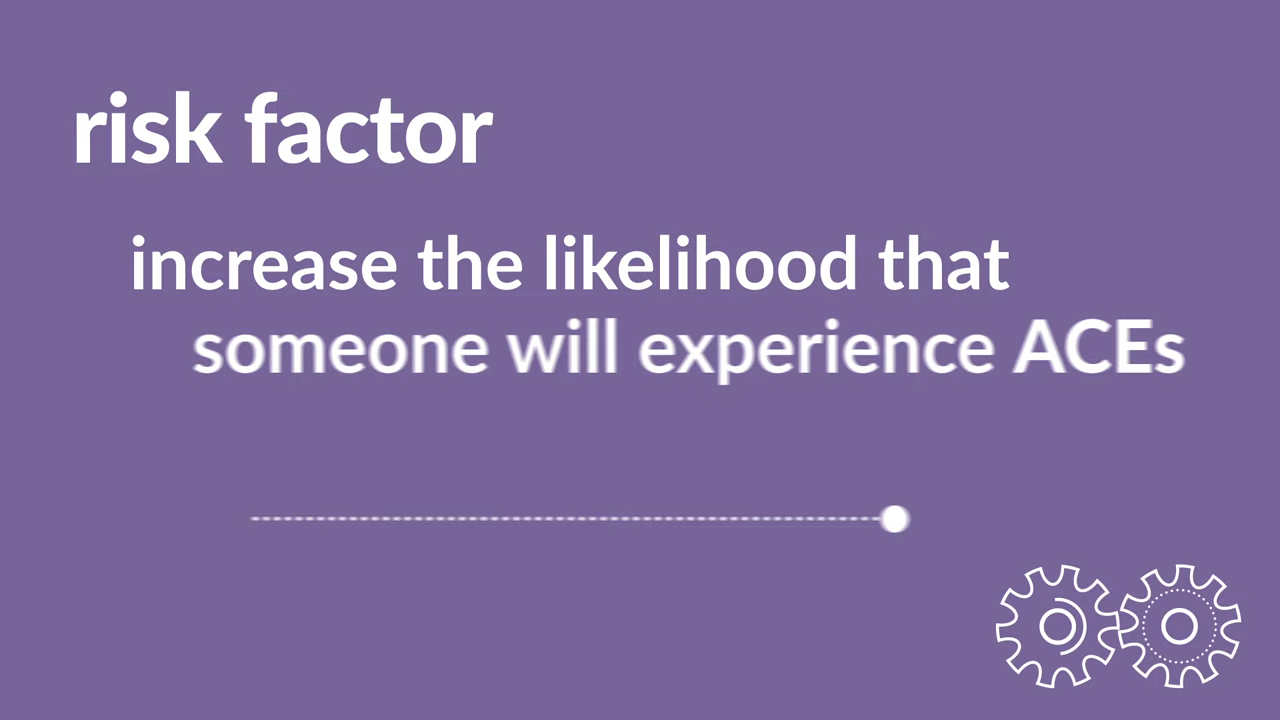 risk factor
increase the likelihood that
someone will experience ACEs